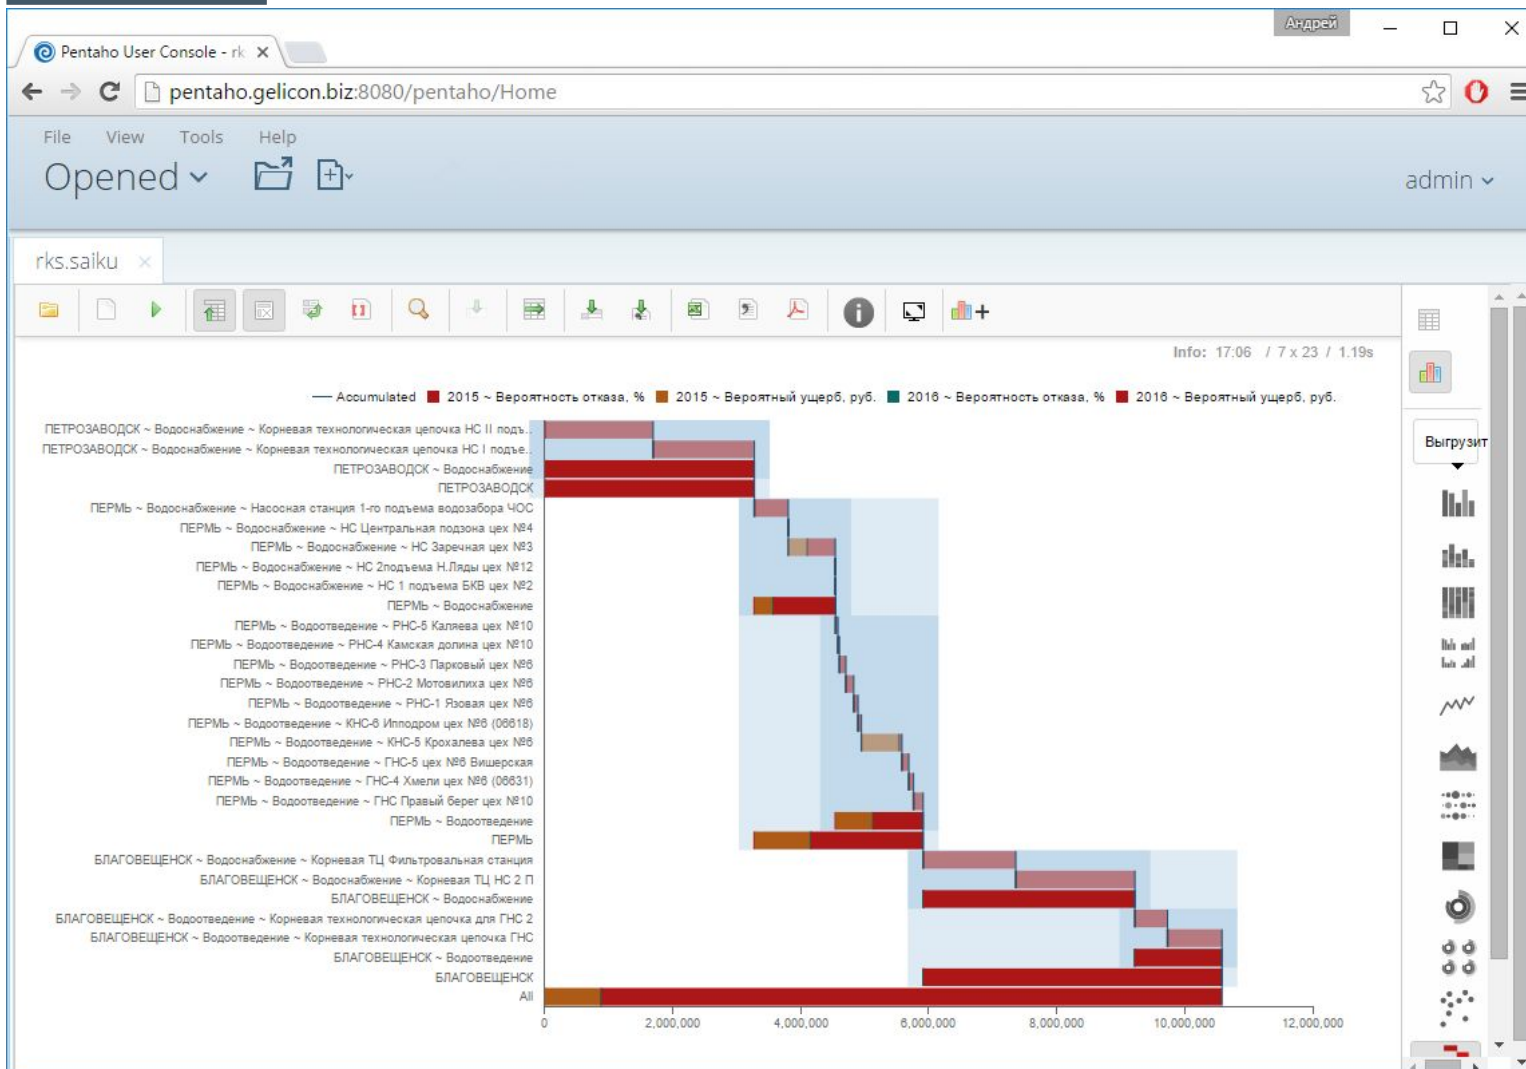 Андрей
Pentaho User Console - rk
pentaho.gelicon.biz:8080/pentaho/Home
File View Tools Help
Opened
admin
rks.saiku
Info: 17:06 / 7 x 23 / 1.19s
Accumulated 2015 ~ Вероятность отказа, % 2015 ~ Вероятный ущерб, руб. 2016 ~ Вероятность отказа, % 2016 ~ Вероятный ущерб, руб.
Выгрузит
ПЕТРОЗАВОДСК ~ Водоснабжение ~ Корневая технологическая цепочка НС II подъ..
ПЕТРОЗАВОДСК ~ Водоснабжение ~ Корневая технологическая цепочка НС I подъе..
ПЕТРОЗАВОДСК ~ Водоснабжение
ПЕТРОЗАВОДСК
ПЕРМЬ ~ Водоснабжение ~ Насосная станция 1-го подъема водозабора ЧОС
ПЕРМЬ ~ Водоснабжение ~ НС Центральная подзона цех №4
ПЕРМЬ ~ Водоснабжение ~ НС Заречная цех №3
ПЕРМЬ ~ Водоснабжение ~ НС 2подъема Н.Ляды цех №12
ПЕРМЬ ~ Водоснабжение ~ НС 1 подъема БКВ цех №2
ПЕРМЬ ~ Водоснабжение
ПЕРМЬ ~ Водоотведение ~ РНС-5 Каляева цех №10
ПЕРМЬ ~ Водоотведение ~ РНС-4 Камская долина цех №10
ПЕРМЬ ~ Водоотведение ~ РНС-3 Парковый цех №6
ПЕРМЬ ~ Водоотведение ~ РНС-2 Мотовилиха цех №6
ПЕРМЬ ~ Водоотведение ~ РНС-1 Язовая цех №6
ПЕРМЬ ~ Водоотведение ~ КНС-6 Ипподром цех №6 (06618)
ПЕРМЬ ~ Водоотведение ~ КНС-5 Крохалева цех №6
ПЕРМЬ ~ Водоотведение ~ ГНС-5 цех №6 Вишерская
ПЕРМЬ ~ Водоотведение ~ ГНС-4 Хмели цех №6 (06631)
ПЕРМЬ ~ Водоотведение ~ ГНС Правый берег цех №10
ПЕРМЬ ~ Водоотведение
ПЕРМЬ
БЛАГОВЕЩЕНСК ~ Водоснабжение ~ Корневая ТЦ Фильтровальная станция
БЛАГОВЕЩЕНСК ~ Водоснабжение ~ Корневая ТЦ НС 2 П
БЛАГОВЕЩЕНСК ~ Водоснабжение
БЛАГОВЕЩЕНСК ~ Водоотведение ~ Корневая технологическая цепочка для ГНС 2
БЛАГОВЕЩЕНСК ~ Водоотведение ~ Корневая технологическая цепочка ГНС
БЛАГОВЕЩЕНСК ~ Водоотведение
БЛАГОВЕЩЕНСК
All
0 2,000,000 4,000,000 6,000,000 8,000,000 10,000,000 12,000,000